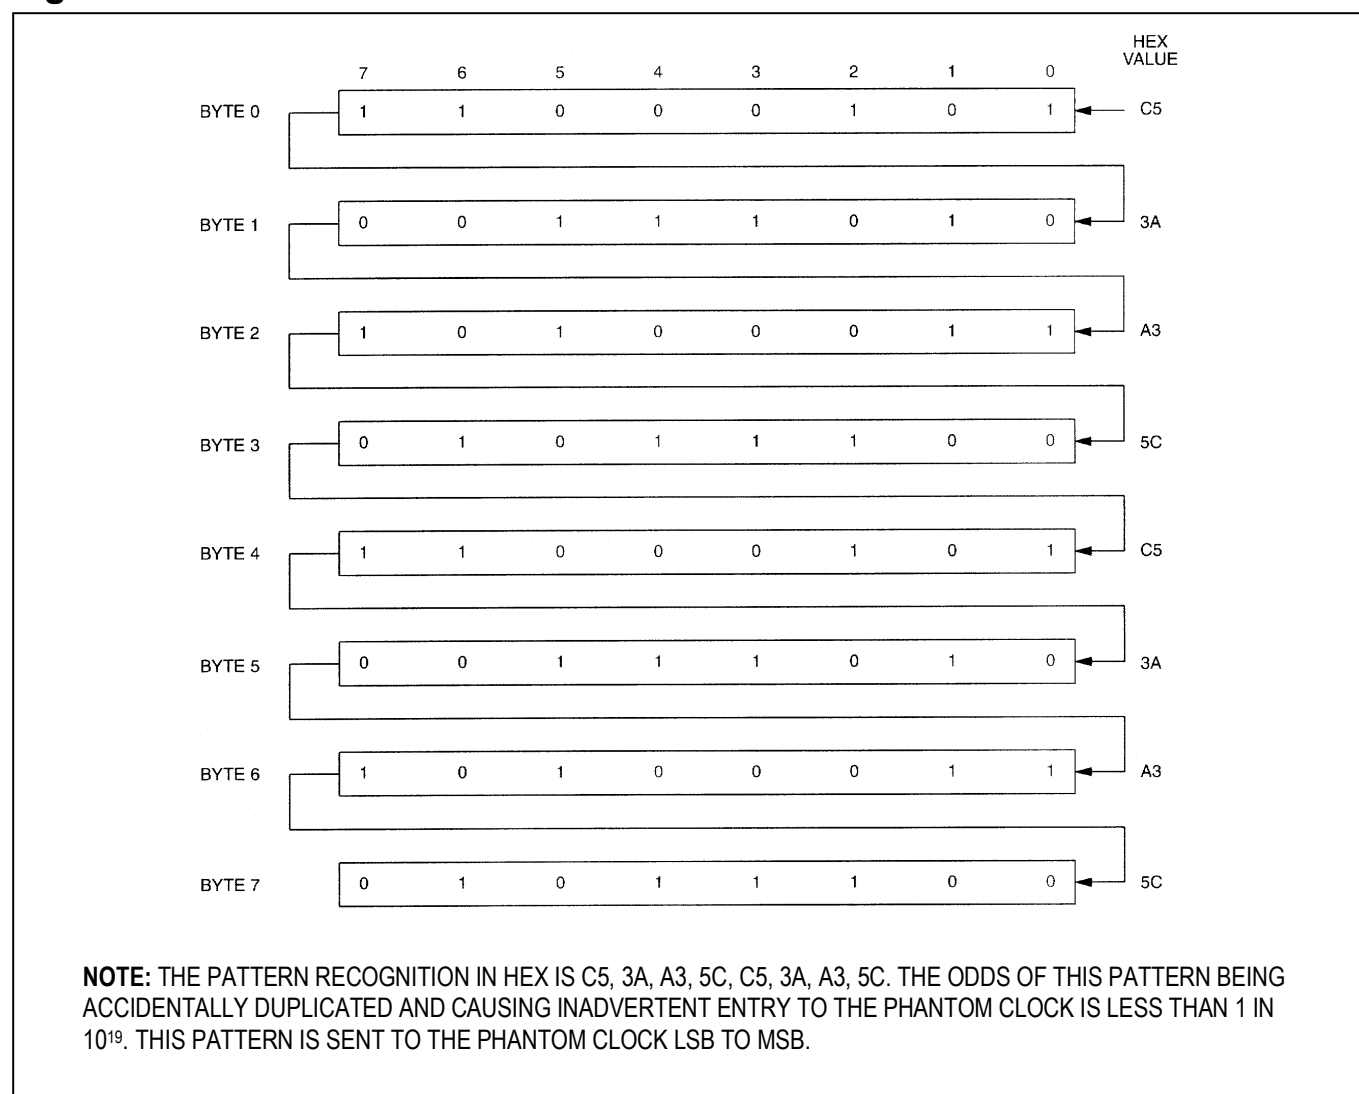 HEX
VALUE
7 6 5 4 3 2 1 0
BYTE 0 1 1 0 0 0 1 0 1 C5
BYTE 1 0 0 1 1 1 0 1 0 3A
BYTE 2 1 0 1 0 0 0 1 1 A3
BYTE 3 0 1 0 1 1 1 0 0 5C
BYTE 4 1 1 0 0 0 1 0 1 C5
BYTE 5 0 0 1 1 1 0 1 0 3A
BYTE 6 1 0 1 0 0 0 1 1 A3
BYTE 7 0 1 0 1 1 1 0 0 5C
NOTE: THE PATTERN RECOGNITION IN HEX IS C5, 3A, A3, 5C, C5, 3A, A3, 5C. THE ODDS OF THIS PATTERN BEING
ACCIDENTALLY DUPLICATED AND CAUSING INADVERTENT ENTRY TO THE PHANTOM CLOCK IS LESS THAN 1 IN
10¹⁹. THIS PATTERN IS SENT TO THE PHANTOM CLOCK LSB TO MSB.